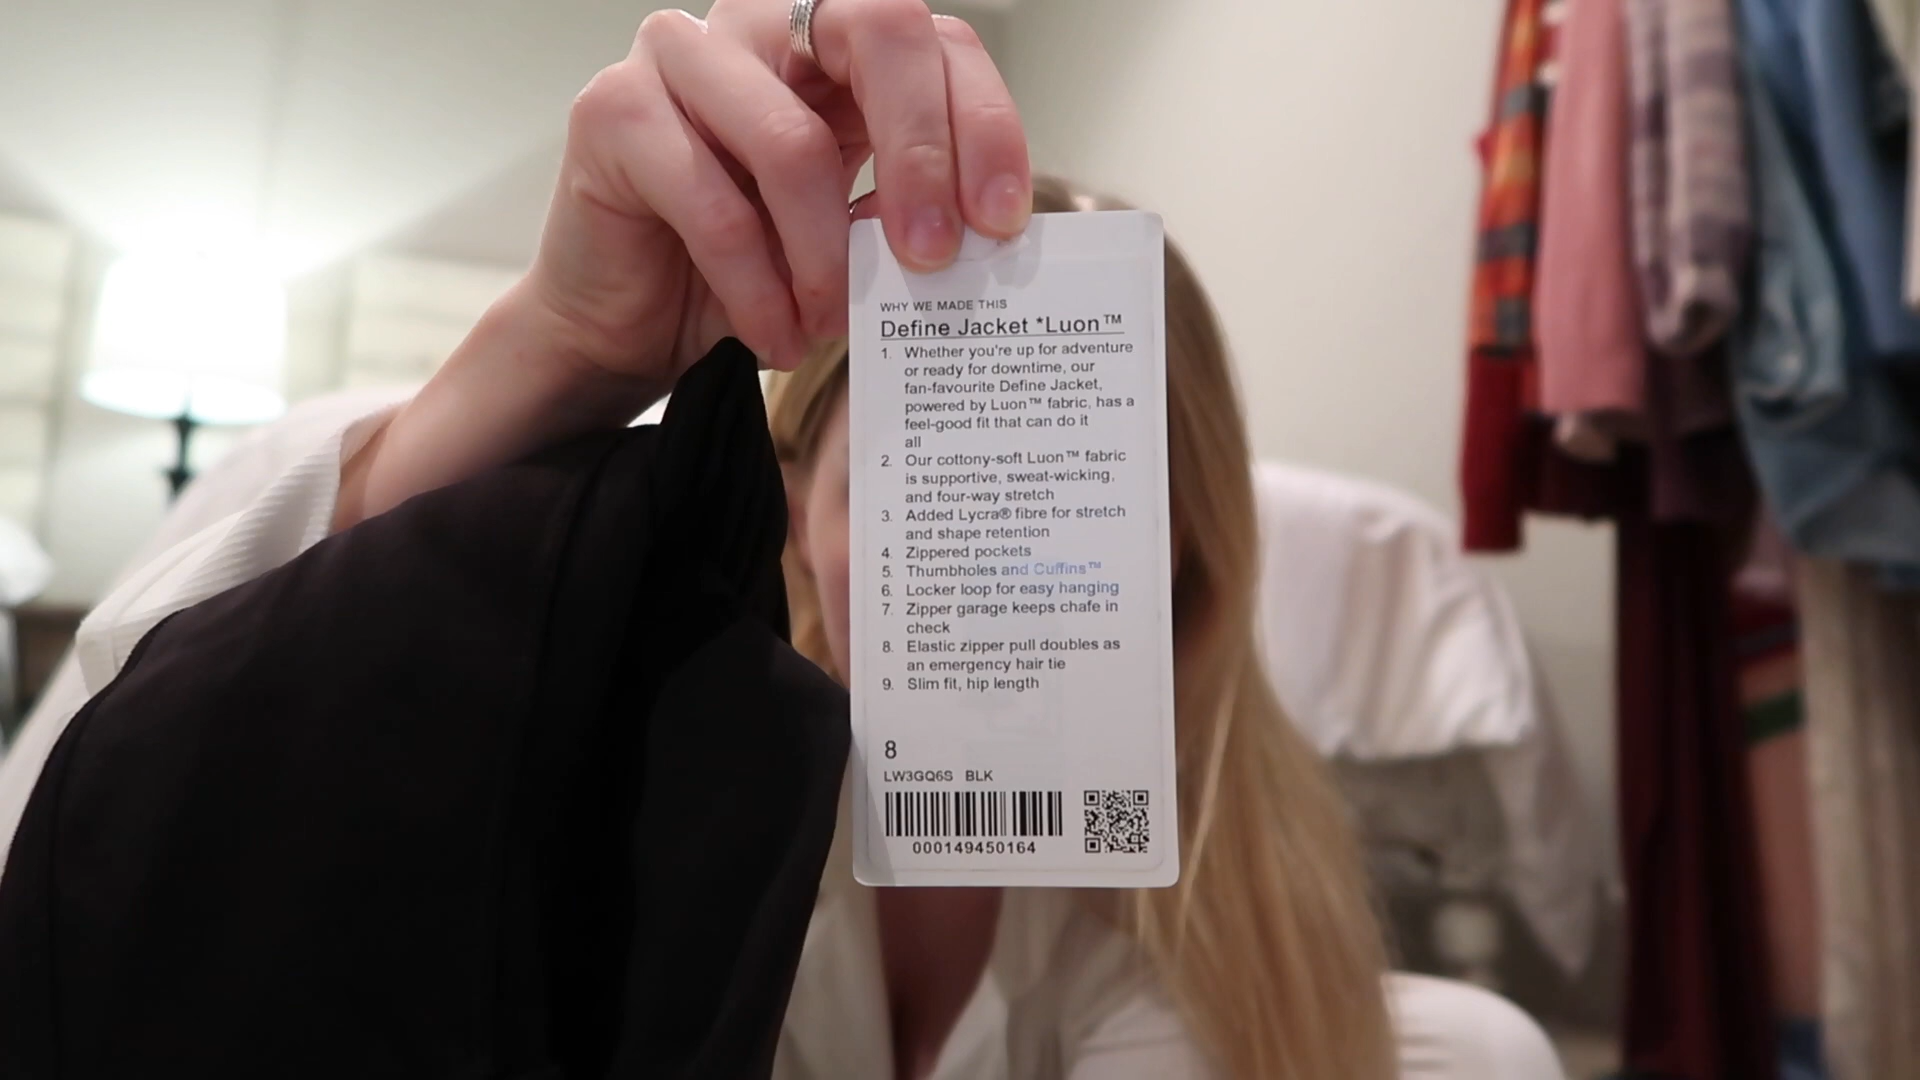 WHY WE MADE THIS
Define Jacket *Luon™
1. Whether you're up for adventure
or ready for downtime, our
fan-favourite Define Jacket,
powered by Luon™ fabric, has a
feel-good fit that can do it
all
2. Our cottony-soft Luon™ fabric
is supportive, sweat-wicking,
and four-way stretch
3. Added Lycra® fibre for stretch
and shape retention
4. Zippered pockets
5. Thumbholes and Cuffins™
6. Locker loop for easy hanging
7. Zipper garage keeps chafe in
check
8. Elastic zipper pull doubles as
an emergency hair tie
9. Slim fit, hip length
8
LW3GQ6S BLK
000149450164